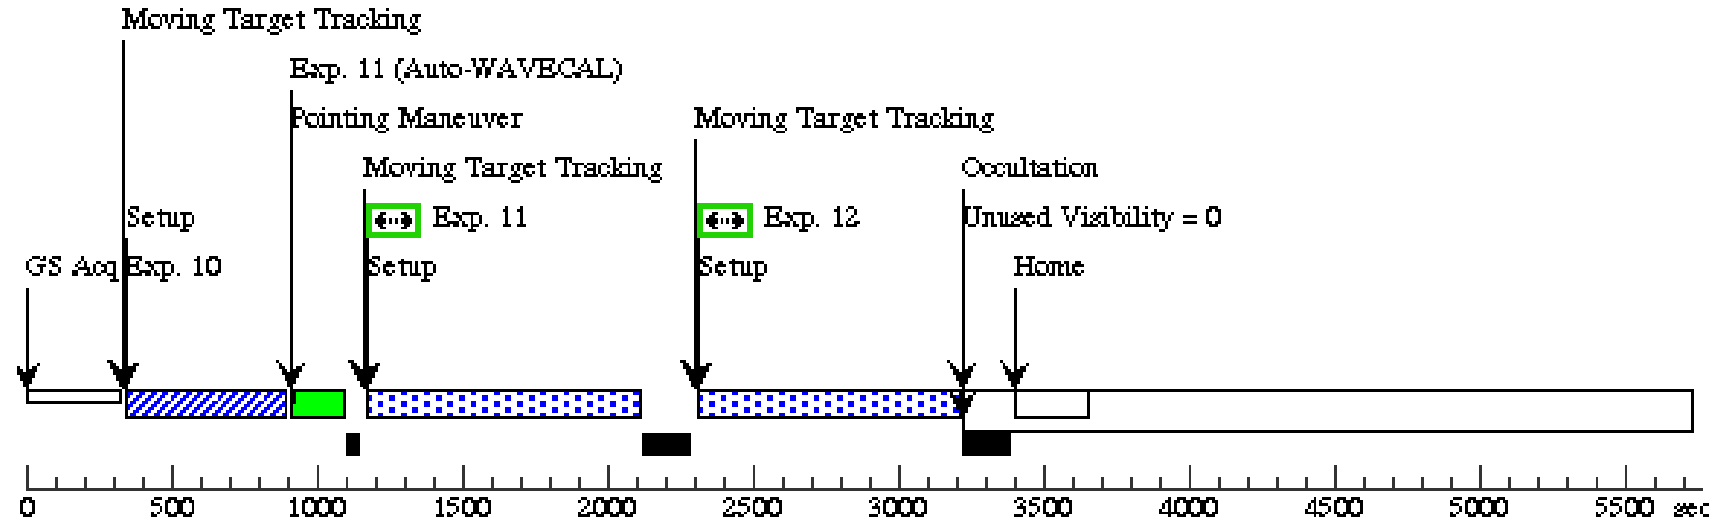 Moving Target Tracking
Exp. 11 (Auto-WAVECAL)
Pointing Maneuver
Moving Target Tracking
Moving Target Tracking
Occultation
Setup
Exp. 11
Exp. 12
Unused Visibility = 0
GS Acq
Exp. 10
Setup
Setup
Home
0 500 1000 1500 2000 2500 3000 3500 4000 4500 5000 5500 sec